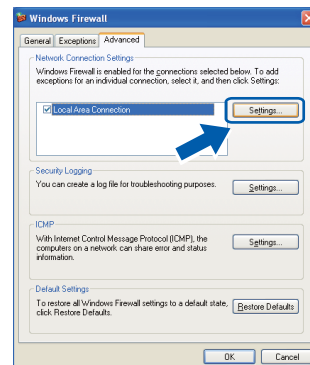 Windows Firewall
General Exceptions Advanced
Network Connection Settings
Windows Firewall is enabled for the connections selected below. To add
exceptions for an individual connection, select it, and then click Settings:
Local Area Connection
Settings...
Security Logging
You can create a log file for troubleshooting purposes.
Settings...
ICMP
With Internet Control Message Protocol (ICMP), the
computers on a network can share error and status
information.
Settings...
Default Settings
To restore all Windows Firewall settings to a default state,
click Restore Defaults.
Restore Defaults
OK Cancel